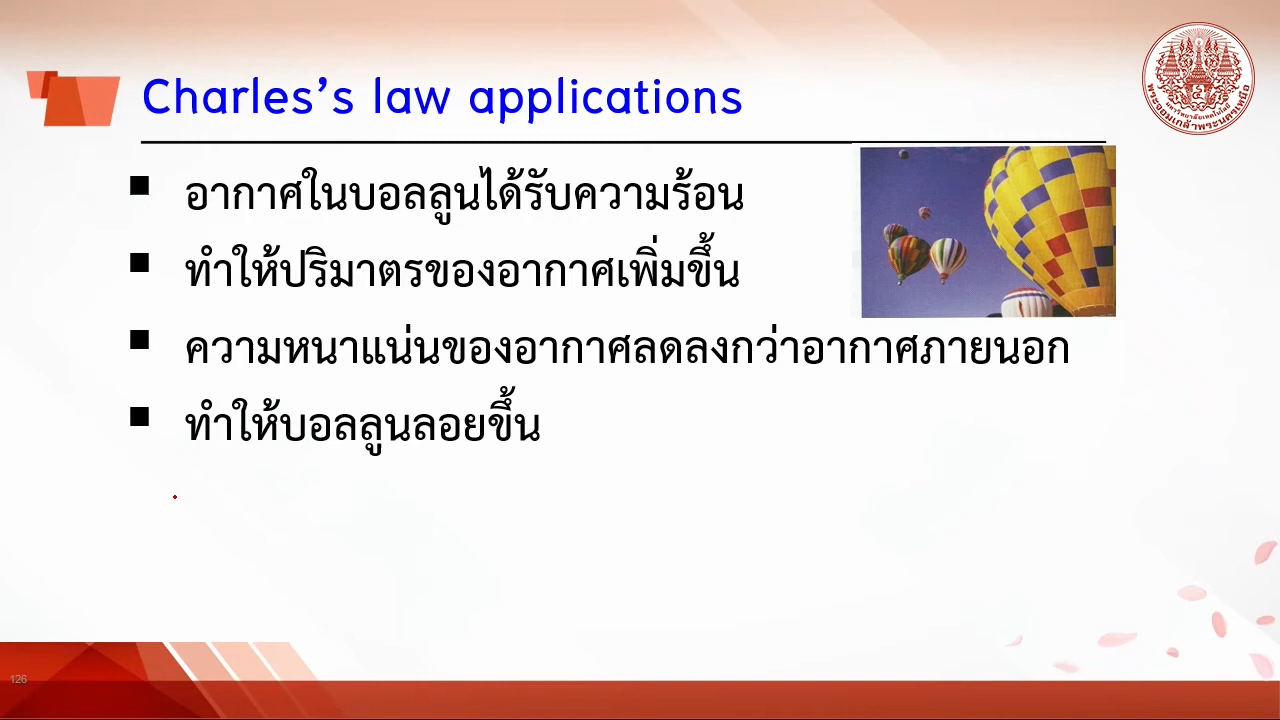 Charles’s law applications
อากาศในบอลลูนได้รับความร้อน
ทำให้ปริมาตรของอากาศเพิ่มขึ้น
ความหนาแน่นของอากาศลดลงกว่าอากาศภายนอก
ทำให้บอลลูนลอยขึ้น
126